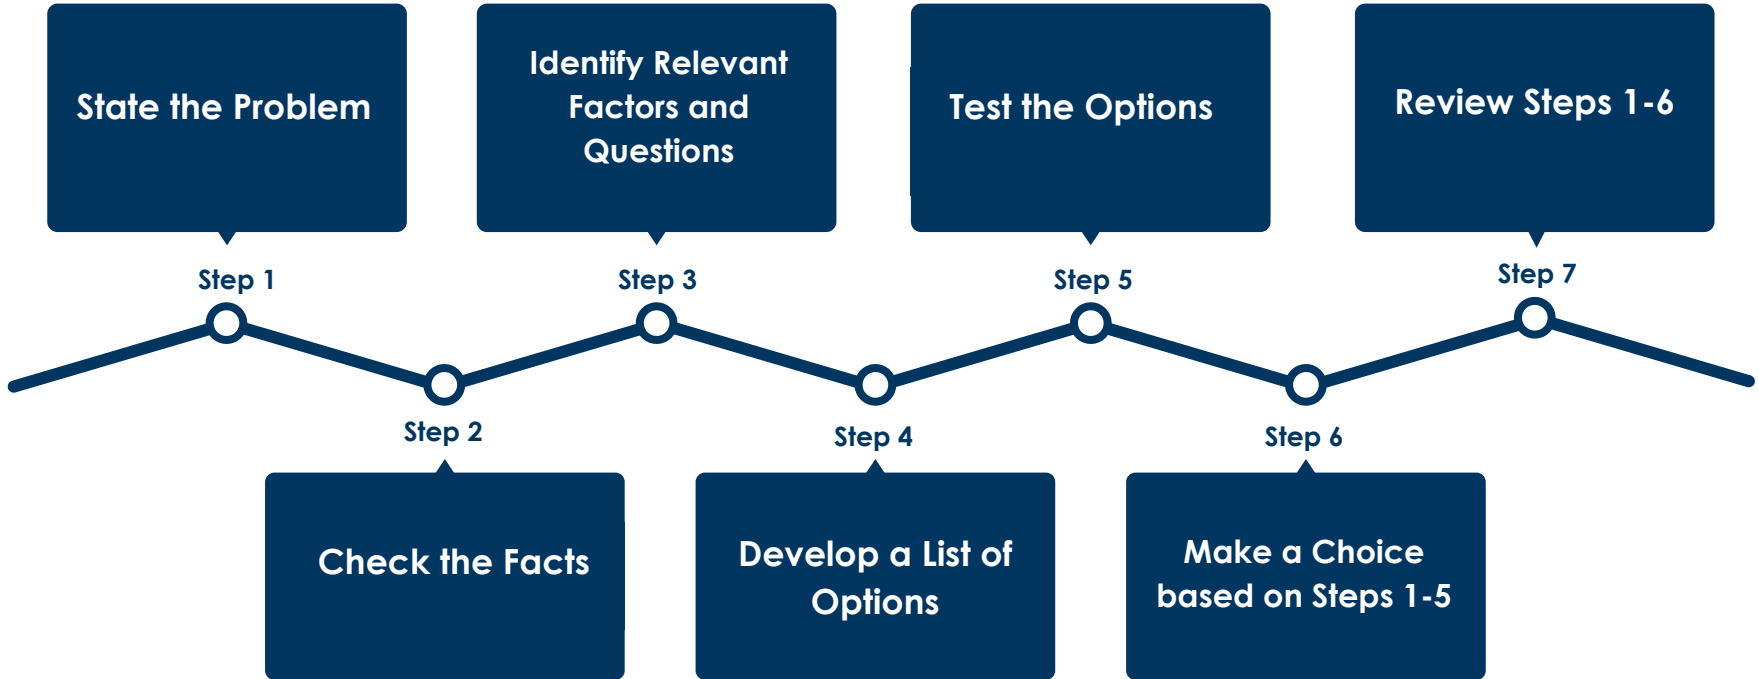 State the Problem
Step 1
Step 2
Check the Facts
Identify Relevant
Factors and
Questions
Step 3
Step 4
Develop a List of
Options
Test the Options
Step 5
Step 6
Make a Choice
based on Steps 1-5
Review Steps 1-6
Step 7